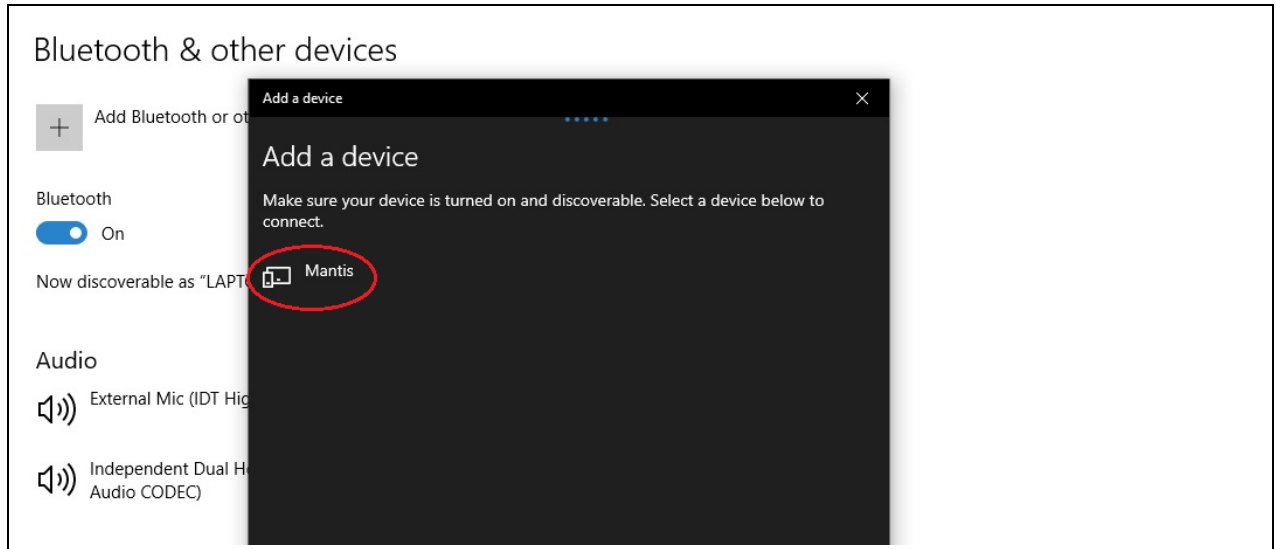 Bluetooth & other devices
Add a device
Add Bluetooth or
Add a device
Make sure your device is turned on and discoverable. Select a device below to
connect.
Bluetooth
On
Mantis
Now discoverable as “LAPT
Audio
External Mic (IDT Hig
Independent Dual H
Audio CODEC)